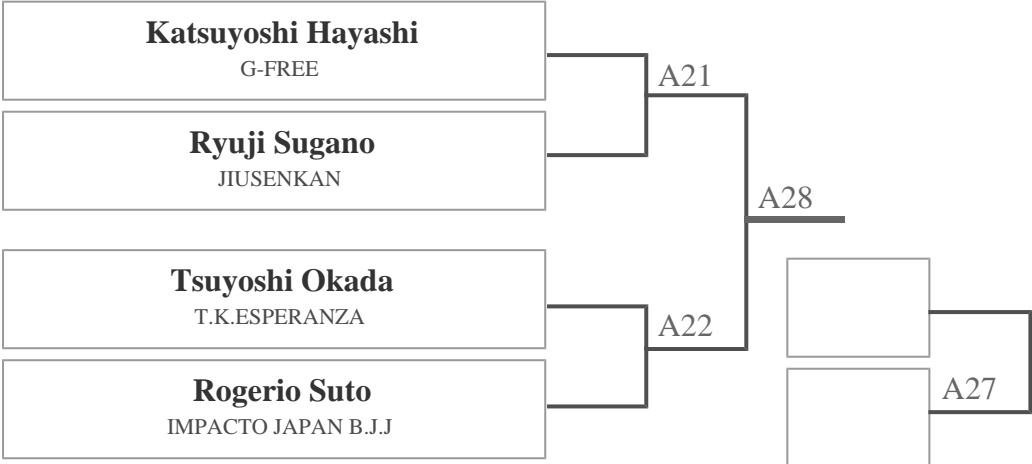 Katsuyoshi Hayashi
G-FREE
A21
Ryuji Sugano
JIUSENKAN
A28
Tsuyoshi Okada
T.K.ESPERANZA
A22
Rogerio Suto
IMPACTO JAPAN B.J.J
A27